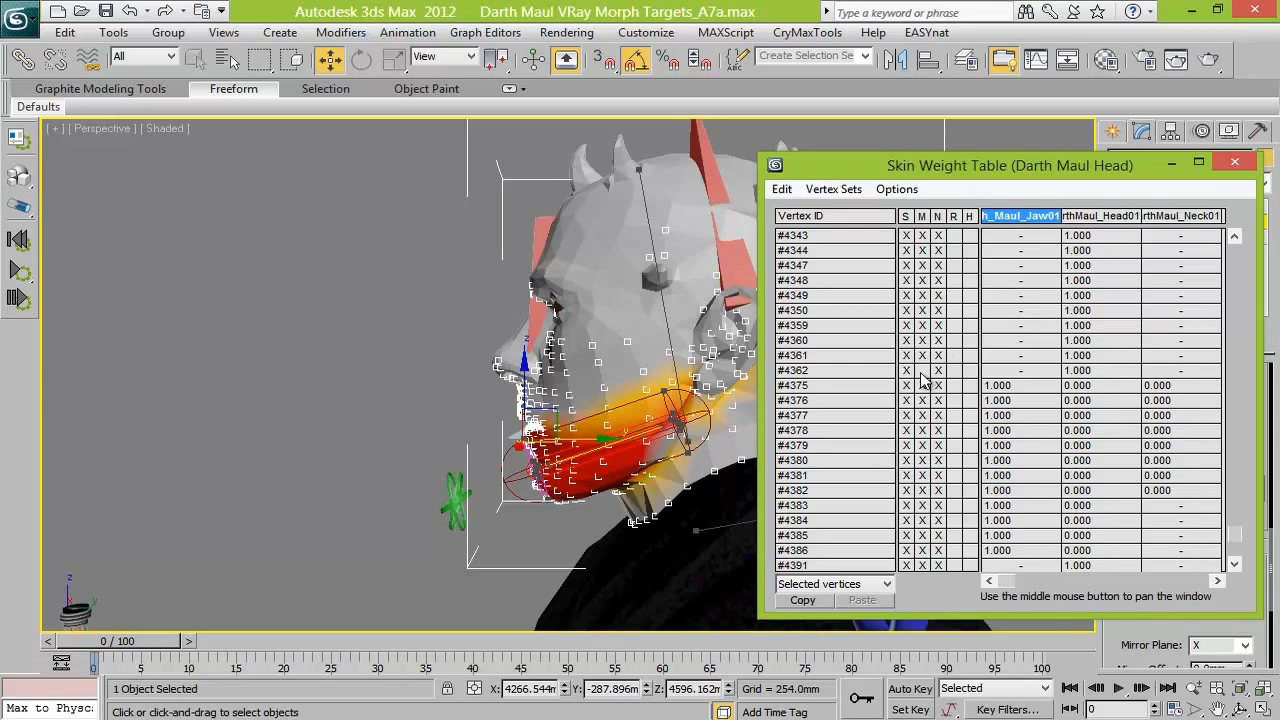 Autodesk 3ds Max 2012 Darth Maul VRay Morph Targets_A7a.max Type a keyword or phrase
Edit Tools Group Views Create Modifiers Animation Graph Editors Rendering Customize MAXScript CryMaxTools Help EASYnat
All View Create Selection Se
Graphite Modeling Tools Freeform Selection Object Paint
Defaults
[ + ] [ Perspective ] [ Shaded ]
Skin Weight Table (Darth Maul Head)
Edit Vertex Sets Options
Vertex ID S M N R H h_Maul_Jaw01 rthMaul_Head01 rthMaul_Neck01
#4343 X X X - 1.000 -
#4344 X X X - 1.000 -
#4347 X X X - 1.000 -
#4348 X X X - 1.000 -
#4349 X X X - 1.000 -
#4350 X X X - 1.000 -
#4359 X X X - 1.000 -
#4360 X X X - 1.000 -
#4361 X X X - 1.000 -
#4362 X X X - 1.000 -
#4375 X X X 1.000 0.000 0.000
#4376 X X X 1.000 0.000 0.000
#4377 X X X 1.000 0.000 0.000
#4378 X X X 1.000 0.000 0.000
#4379 X X X 1.000 0.000 0.000
#4380 X X X 1.000 0.000 0.000
#4381 X X X 1.000 0.000 0.000
#4382 X X X 1.000 0.000 0.000
#4383 X X X 1.000 0.000 -
#4384 X X X 1.000 0.000 -
#4385 X X X 1.000 0.000 -
#4386 X X X 1.000 0.000 -
#4391 X X X - 1.000 -
Selected vertices
Copy Paste Use the middle mouse button to pan the window
z
z
y
0 / 100
Mirror Plane: X
0 5 10 15 20 25 30 35 40 45 50 55 60 65 70 75 80 85 90 95 100
1 Object Selected X: 4266.544m Y: -287.896m Z: 4596.162m Grid = 254.0mm Auto Key Selected
Max to Physc Click or click-and-drag to select objects Add Time Tag Set Key Key Filters... 0